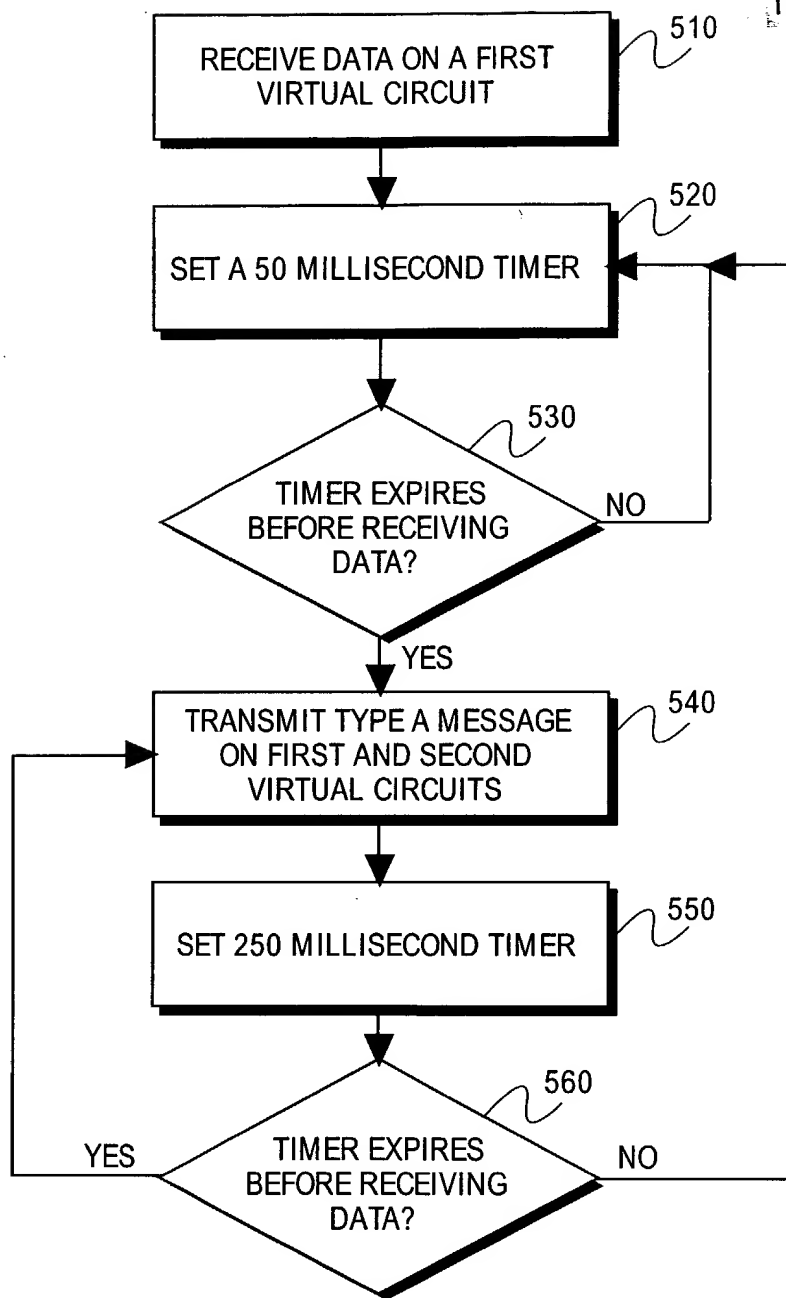 510
RECEIVE DATA ON A FIRST
VIRTUAL CIRCUIT
520
SET A 50 MILLISECOND TIMER
530
TIMER EXPIRES
BEFORE RECEIVING
DATA?
NO
YES
540
TRANSMIT TYPE A MESSAGE
ON FIRST AND SECOND
VIRTUAL CIRCUITS
550
SET 250 MILLISECOND TIMER
560
YES
TIMER EXPIRES
BEFORE RECEIVING
DATA?
NO